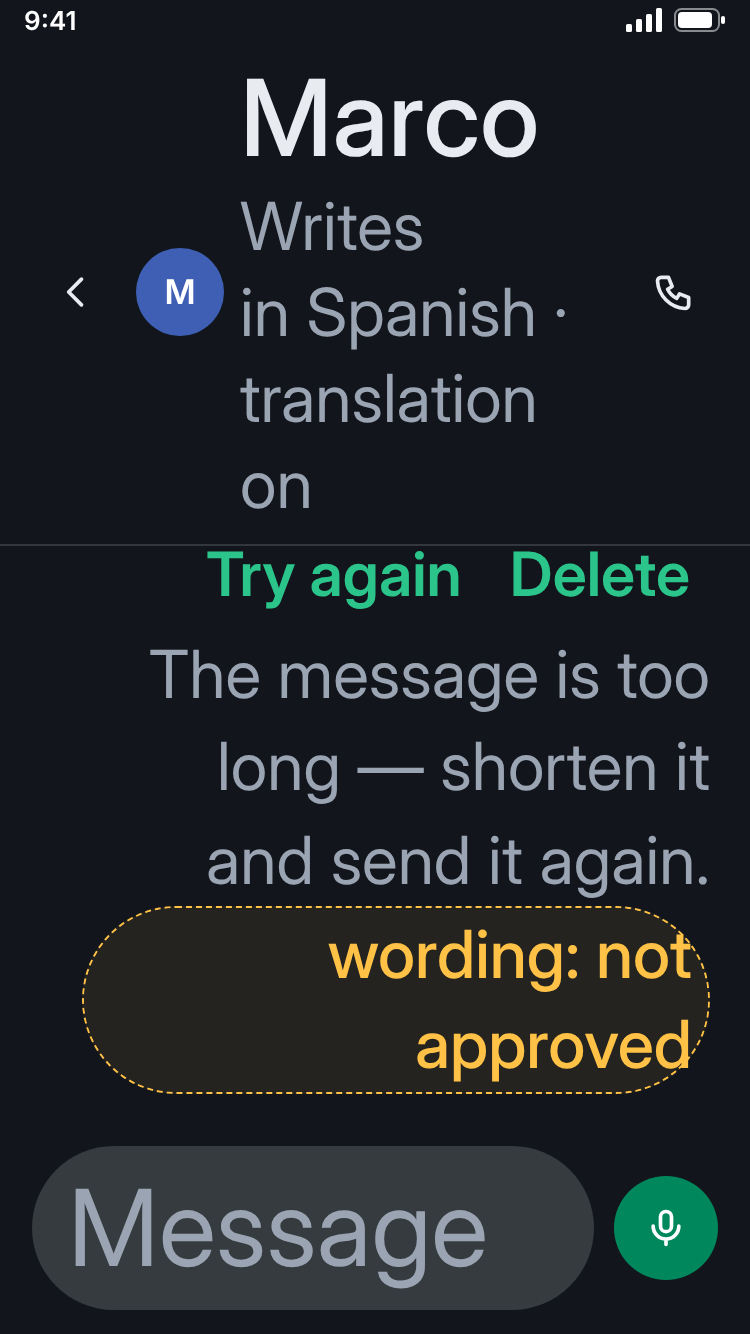 9:41
Marco
Writes
in Spanish ·
translation
on
M
Try again Delete
The message is too
long — shorten it
and send it again.
wording: not
approved
Message